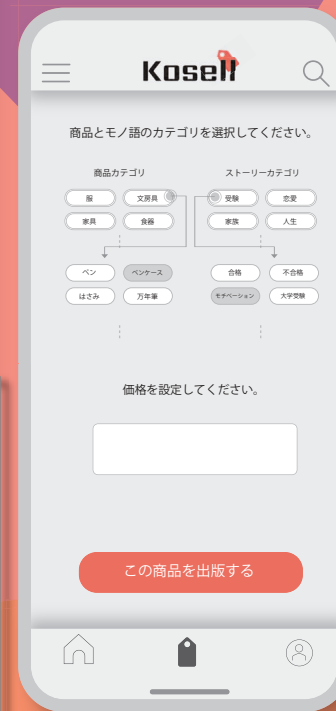 Kosell
商品とモノ語のカテゴリを選択してください。
商品カテゴリ ストーリーカテゴリ
服 文房具 受験 恋愛
家具 食器 家族 人生
ペン ペンケース 合格 不合格
はさみ 万年筆 モチベーション 大学受験
価格を設定してください。
この商品を出版する